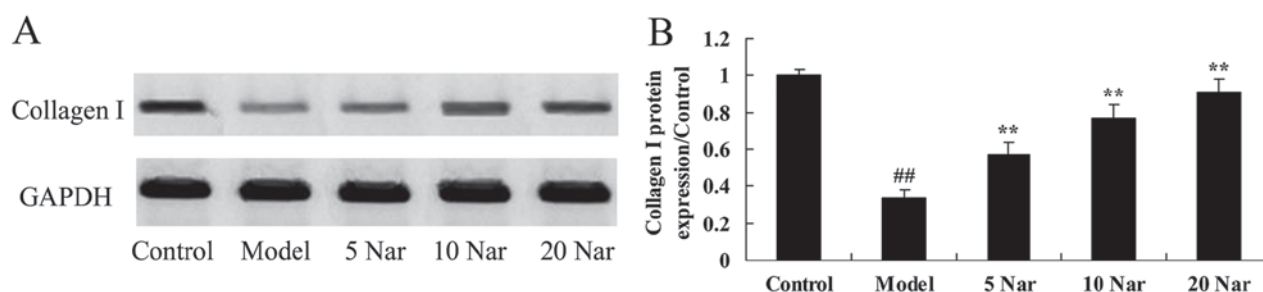 A
Collagen I
GAPDH
Control Model 5 Nar 10 Nar 20 Nar
B
Collagen I protein
expression/Control
1.2
1
0.8
0.6
0.4
0.2
0
##
**
**
**
Control Model 5 Nar 10 Nar 20 Nar